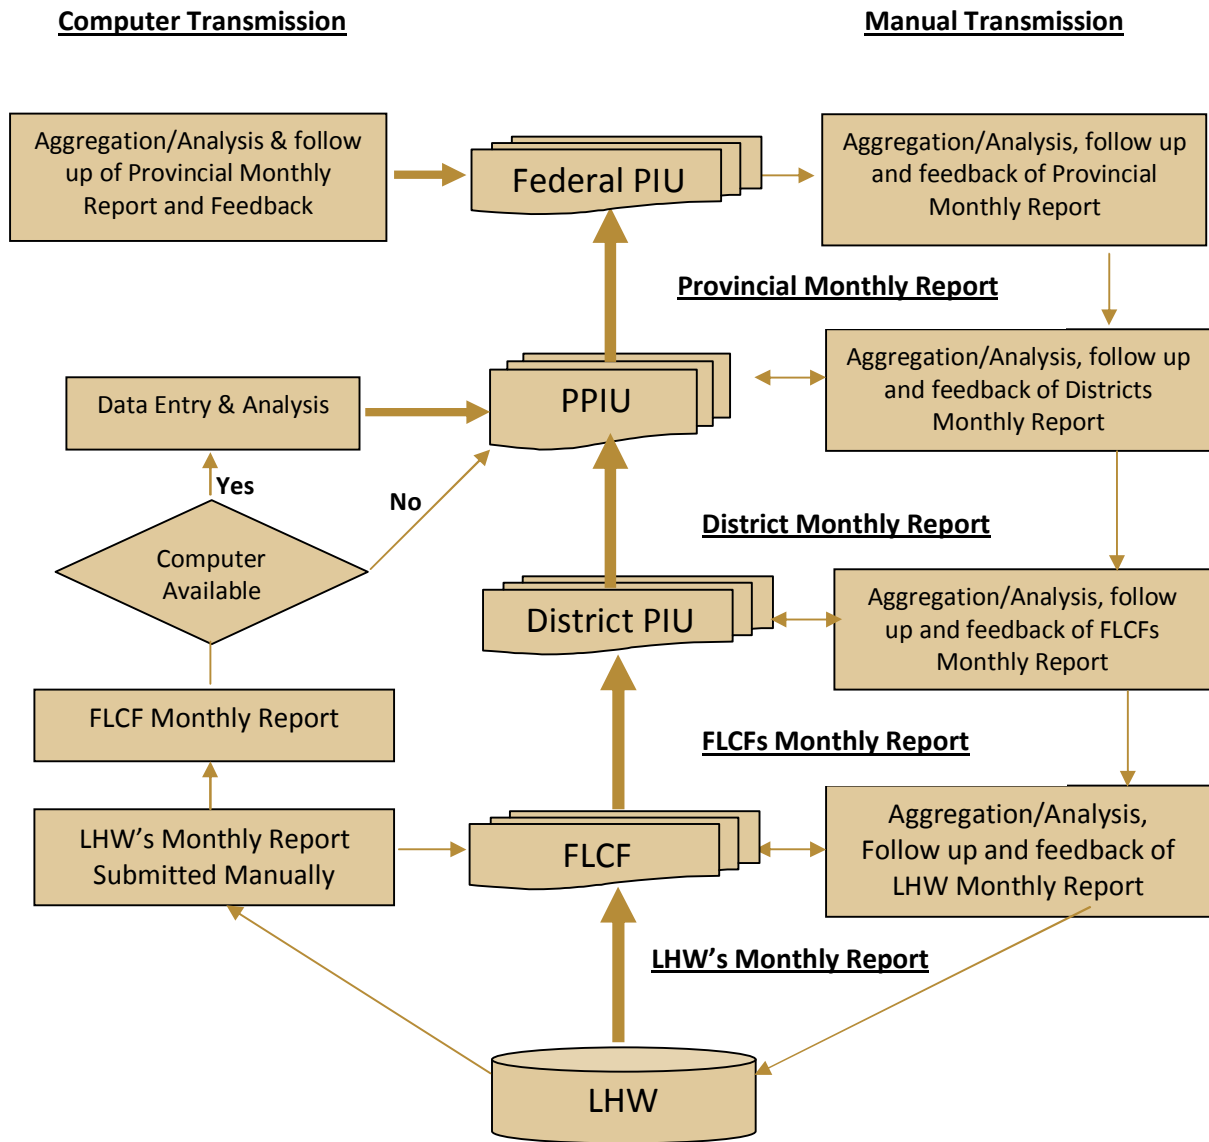 Computer Transmission
Manual Transmission
Aggregation/Analysis & follow
up of Provincial Monthly
Report and Feedback
Federal PIU
Aggregation/Analysis, follow up
and feedback of Provincial
Monthly Report
Provincial Monthly Report
Data Entry & Analysis
PPIU
Aggregation/Analysis, follow up
and feedback of Districts
Monthly Report
Yes
No
Computer
Available
District Monthly Report
District PIU
Aggregation/Analysis, follow
up and feedback of FLCFs
Monthly Report
FLCF Monthly Report
FLCFs Monthly Report
LHW’s Monthly Report
Submitted Manually
FLCF
Aggregation/Analysis,
Follow up and feedback of
LHW Monthly Report
LHW’s Monthly Report
LHW